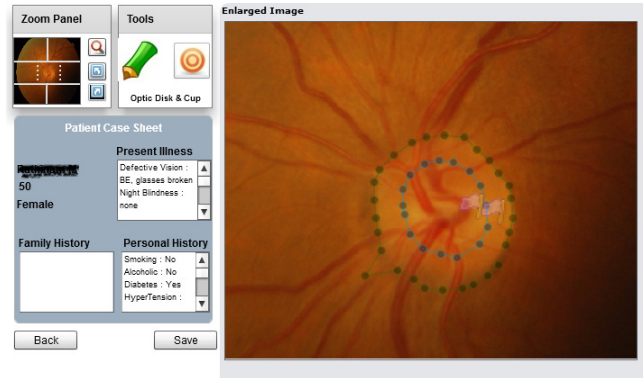 Zoom Panel
Tools
Optic Disk & Cup
Patient Case Sheet
50
Female
Present Illness
Defective Vision :
BE, glasses broken
Night Blindness :
none
Family History
Personal History
Smoking : No
Alcoholic : No
Diabetes : Yes
HyperTension :
Back
Save
Enlarged Image